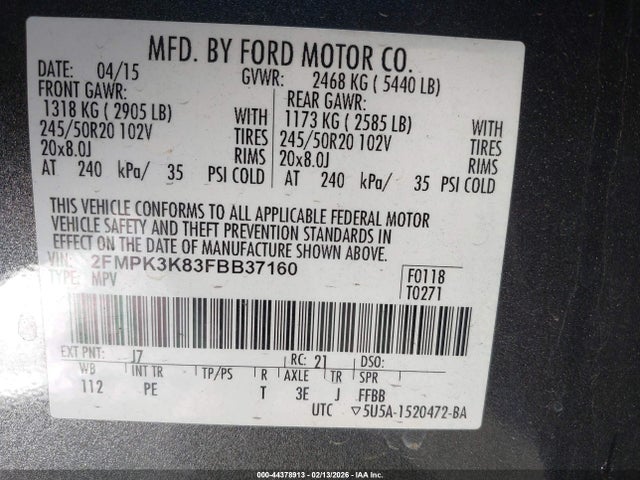 MFD. BY FORD MOTOR CO.
DATE: 04/15 GVWR: 2468 KG ( 5440 LB)
FRONT GAWR: REAR GAWR:
1318 KG ( 2905 LB) WITH 1173 KG ( 2585 LB) WITH
245/50R20 102V TIRES 245/50R20 102V TIRES
20x8.0J RIMS 20x8.0J RIMS
AT 240 kPa/ 35 PSI COLD AT 240 kPa/ 35 PSI COLD
THIS VEHICLE CONFORMS TO ALL APPLICABLE FEDERAL MOTOR
VEHICLE SAFETY AND THEFT PREVENTION STANDARDS IN
EFFECT ON THE DATE OF MANUFACTURE SHOWN ABOVE.
VIN: 2FMPK3K83FBB37160
TYPE: MPV
F0118
T0271
EXT PNT: J7 RC: 21 DSO:
WB INT TR TP/PS R AXLE TR SPR
112 PE T 3E J FFBB
UTC ▽5U5A-1520472-BA
000-44378913 - 02/13/2026 - IAA Inc.